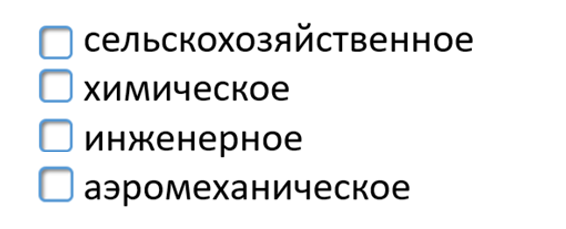 сельскохозяйственное
химическое
инженерное
аэромеханическое